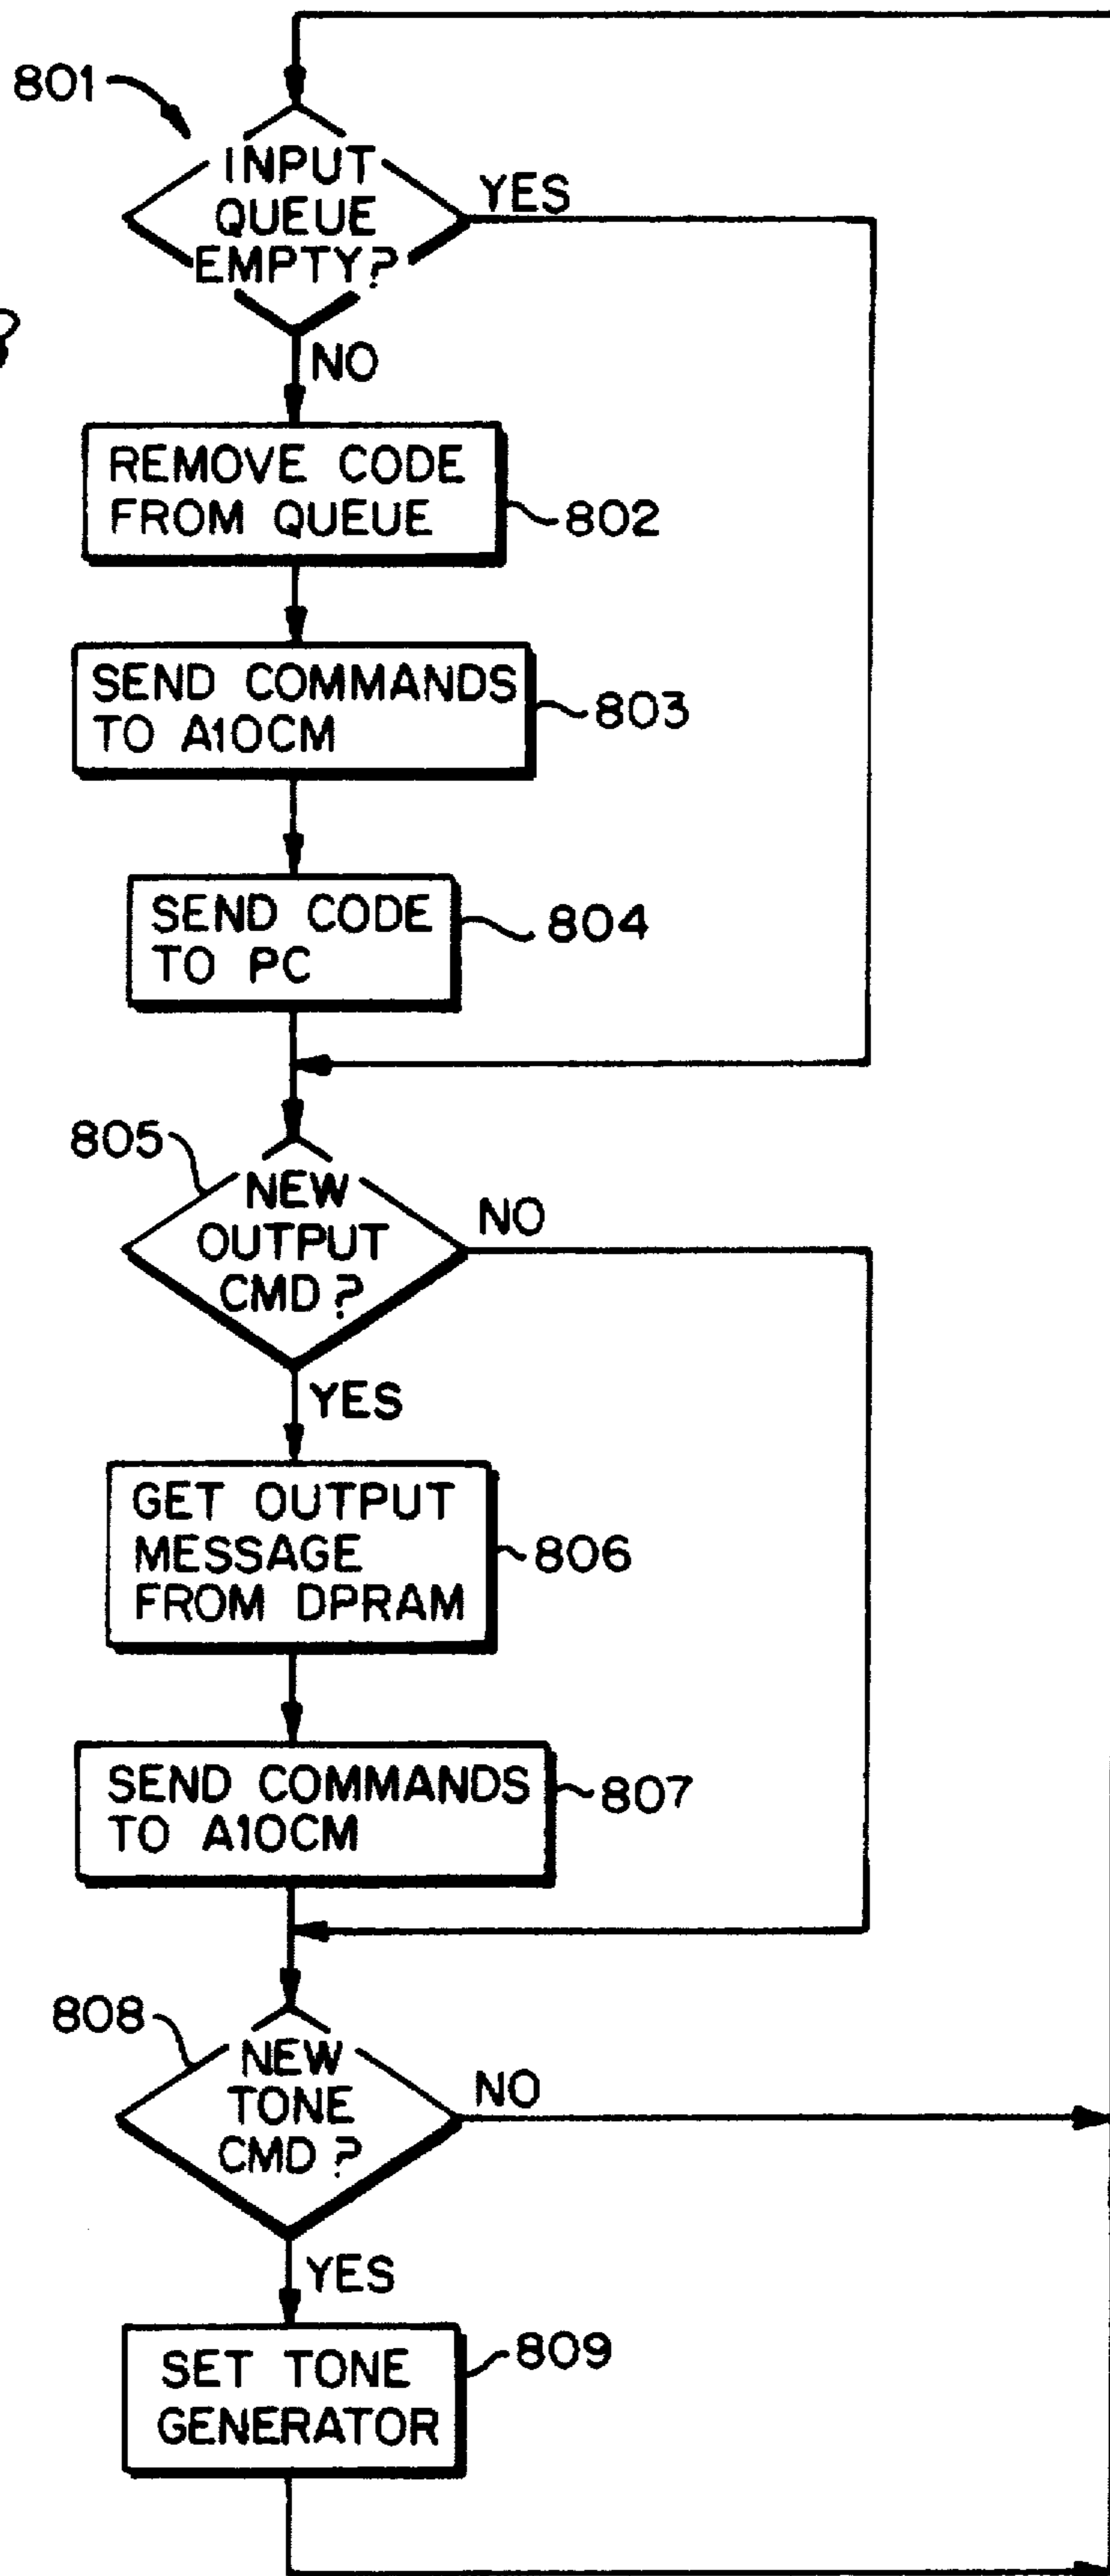 801
INPUT
QUEUE
EMPTY?
YES
NO
REMOVE CODE
FROM QUEUE
802
SEND COMMANDS
TO A10CM
803
SEND CODE
TO PC
804
805
NEW
OUTPUT
CMD?
NO
YES
GET OUTPUT
MESSAGE
FROM DPRAM
806
SEND COMMANDS
TO A10CM
807
808
NEW
TONE
CMD?
NO
YES
SET TONE
GENERATOR
809